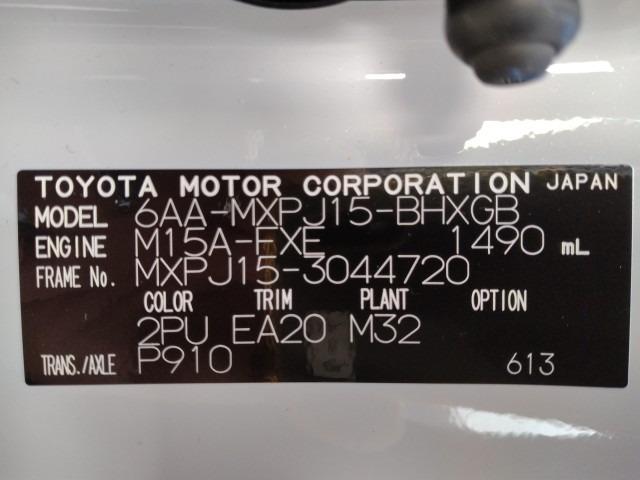 TOYOTA MOTOR CORPORATION JAPAN
MODEL 6AA-MXPJ15-BHXGB
ENGINE M15A-FXE 1490 mL
FRAME No. MXPJ15-3044720
COLOR TRIM PLANT OPTION
2PU EA20 M32
TRANS./AXLE P910 613